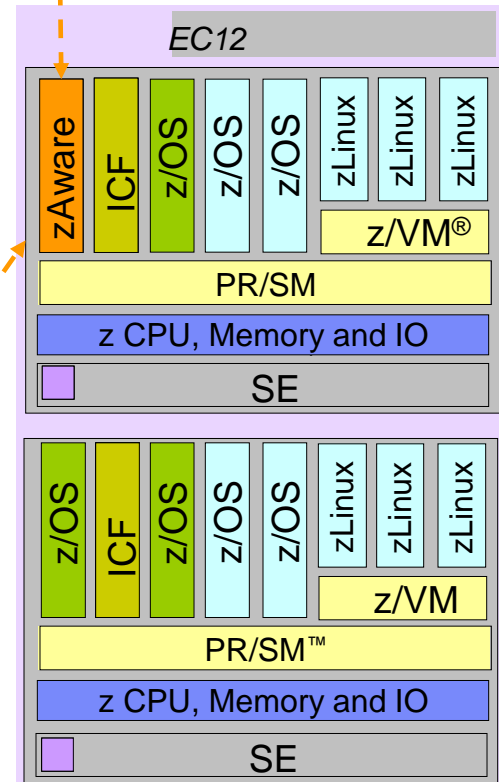 EC12
zAware
ICF
z/OS
z/OS
z/OS
zLinux
zLinux
zLinux
z/VM®
PR/SM
z CPU, Memory and IO
SE
z/OS
ICF
z/OS
z/OS
z/OS
zLinux
zLinux
zLinux
z/VM
PR/SM™
z CPU, Memory and IO
SE